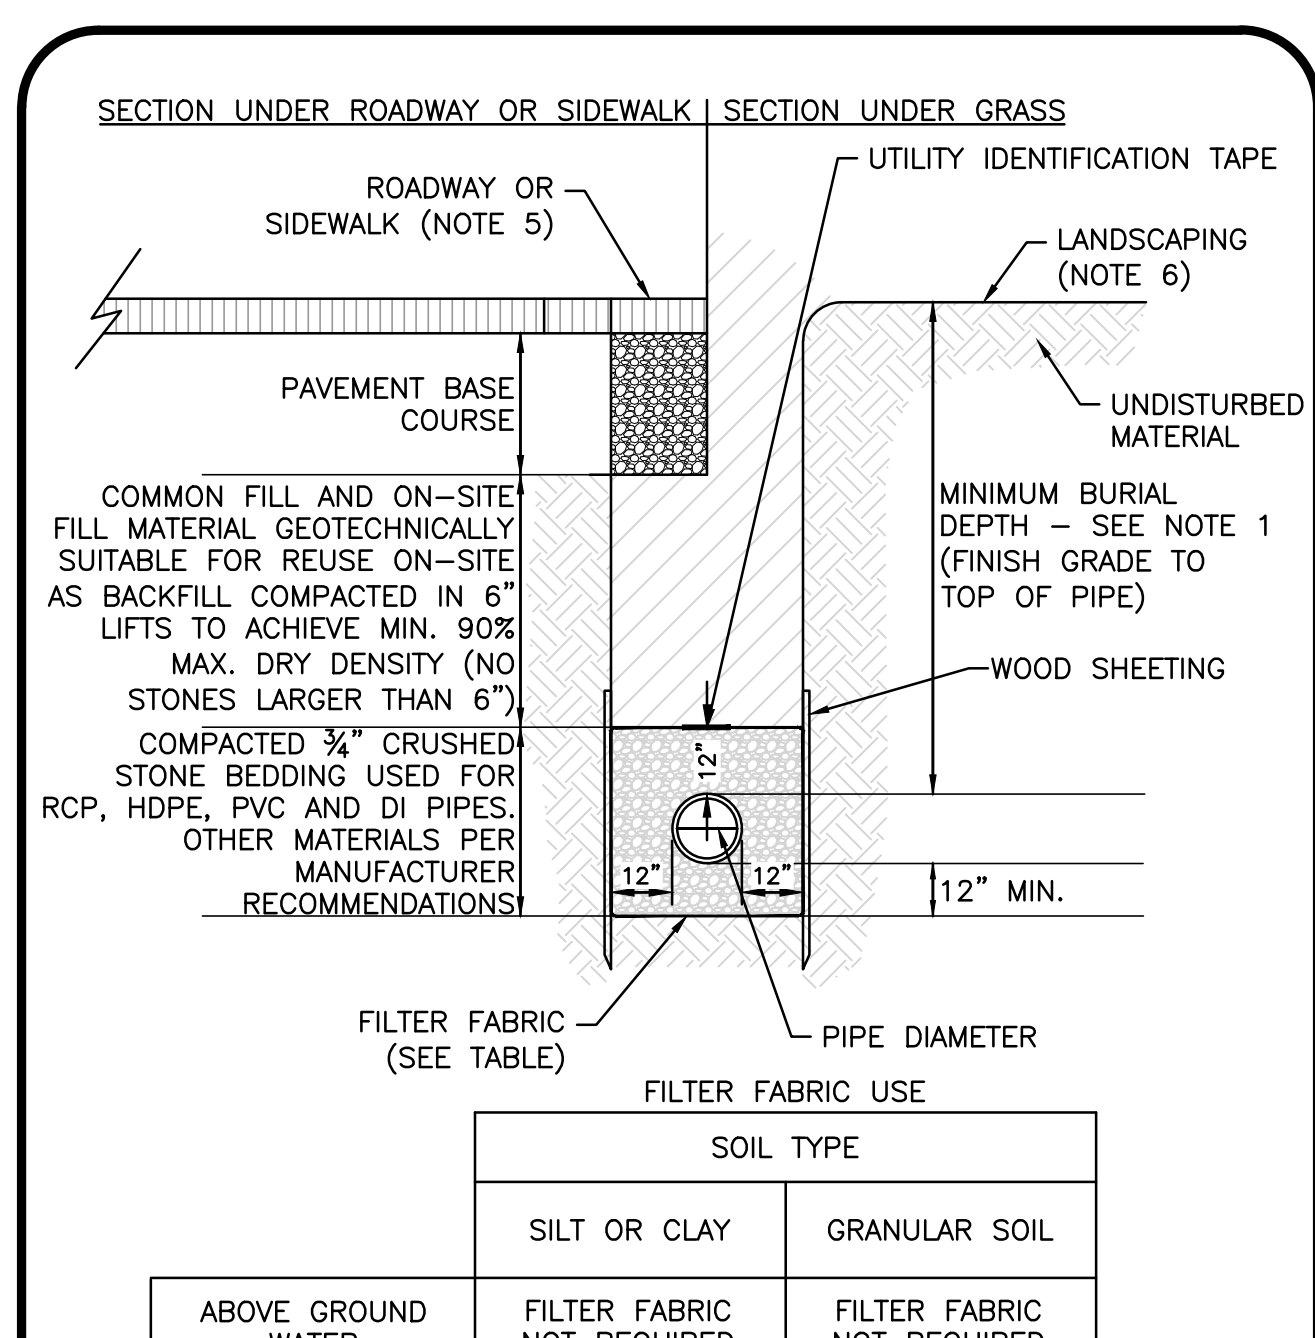 SECTION UNDER ROADWAY OR SIDEWALK
SECTION UNDER GRASS
UTILITY IDENTIFICATION TAPE
ROADWAY OR
SIDEWALK (NOTE 5)
LANDSCAPING
(NOTE 6)
PAVEMENT BASE
COURSE
UNDISTURBED
MATERIAL
COMMON FILL AND ON-SITE
FILL MATERIAL GEOTECHNICALLY
SUITABLE FOR REUSE ON-SITE
AS BACKFILL COMPACTED IN 6"
LIFTS TO ACHIEVE MIN. 90%
MAX. DRY DENSITY (NO
STONES LARGER THAN 6")
MINIMUM BURIAL
DEPTH – SEE NOTE 1
(FINISH GRADE TO
TOP OF PIPE)
WOOD SHEETING
COMPACTED ¾" CRUSHED
STONE BEDDING USED FOR
RCP, HDPE, PVC AND DI PIPES.
OTHER MATERIALS PER
MANUFACTURER
RECOMMENDATIONS
12"
12"
12"
12" MIN.
FILTER FABRIC
(SEE TABLE)
PIPE DIAMETER
FILTER FABRIC USE
SOIL TYPE
SILT OR CLAY
GRANULAR SOIL
ABOVE GROUND
WATER
FILTER FABRIC
NOT REQUIRED
FILTER FABRIC
NOT REQUIRED